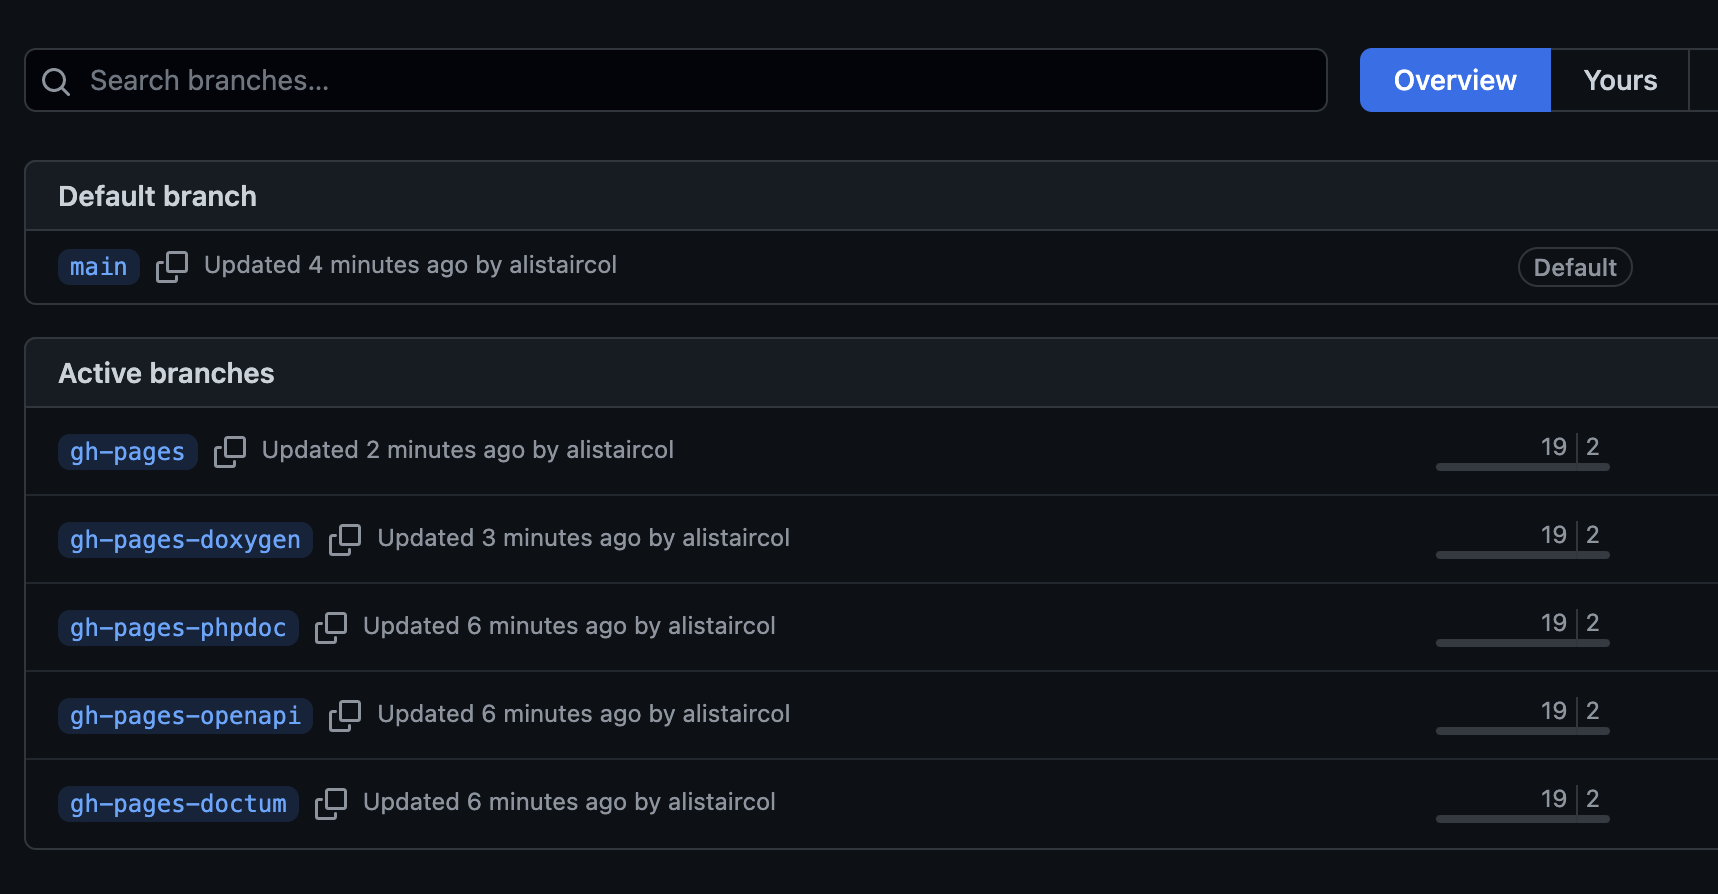 Search branches...
Overview
Yours
Default branch
main Updated 4 minutes ago by alistaircol Default
Active branches
gh-pages Updated 2 minutes ago by alistaircol 19 2
gh-pages-doxygen Updated 3 minutes ago by alistaircol 19 2
gh-pages-phpdoc Updated 6 minutes ago by alistaircol 19 2
gh-pages-openapi Updated 6 minutes ago by alistaircol 19 2
gh-pages-doctum Updated 6 minutes ago by alistaircol 19 2